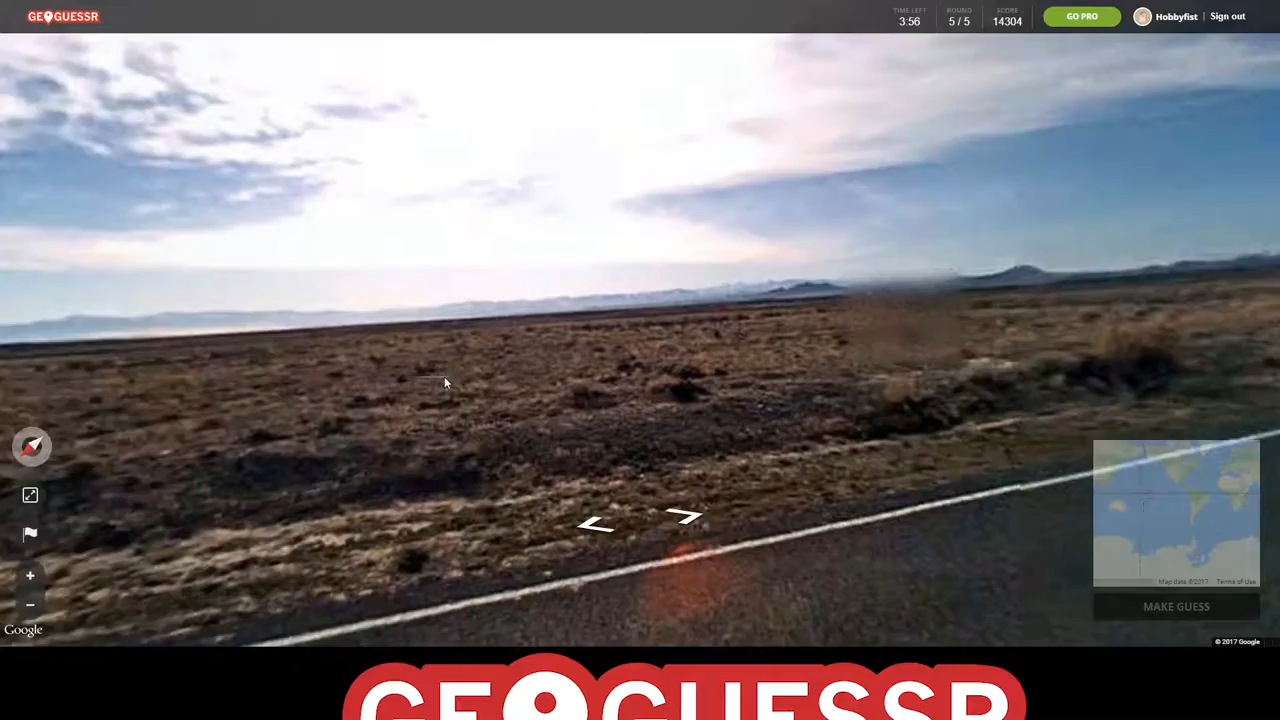 GEOGUESSR
TIME LEFT
3:56
ROUND
5 / 5
SCORE
14304
GO PRO
Hobbyfist | Sign out
Map data ©2017 Terms of Use
MAKE GUESS
Google
© 2017 Google
GEOGUESSR